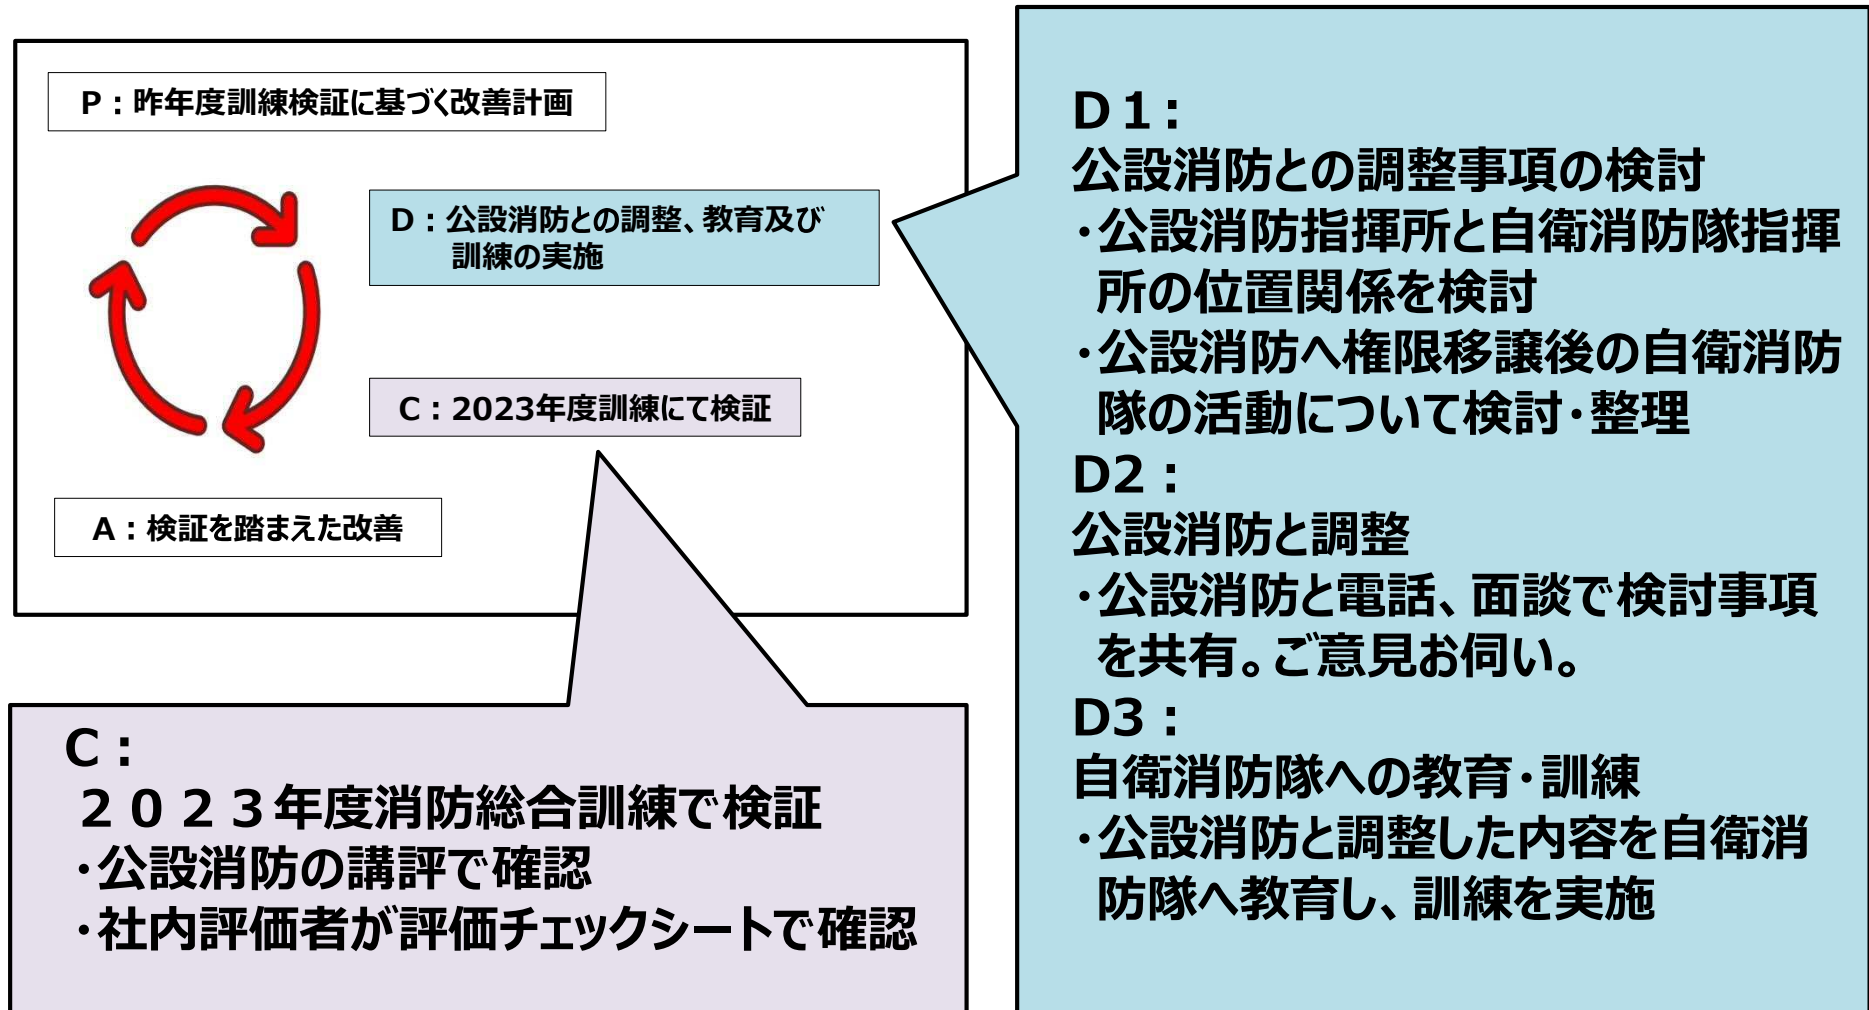 P：昨年度訓練検証に基づく改善計画
D：公設消防との調整、教育及び
訓練の実施
C：2023年度訓練にて検証
A：検証を踏まえた改善
C：
２０２３年度消防総合訓練で検証
・公設消防の講評で確認
・社内評価者が評価チェックシートで確認
D１：
公設消防との調整事項の検討
・公設消防指揮所と自衛消防隊指揮
所の位置関係を検討
・公設消防へ権限移譲後の自衛消防
隊の活動について検討・整理
D2：
公設消防と調整
・公設消防と電話、面談で検討事項
を共有。ご意見お伺い。
D3：
自衛消防隊への教育・訓練
・公設消防と調整した内容を自衛消
防隊へ教育し、訓練を実施